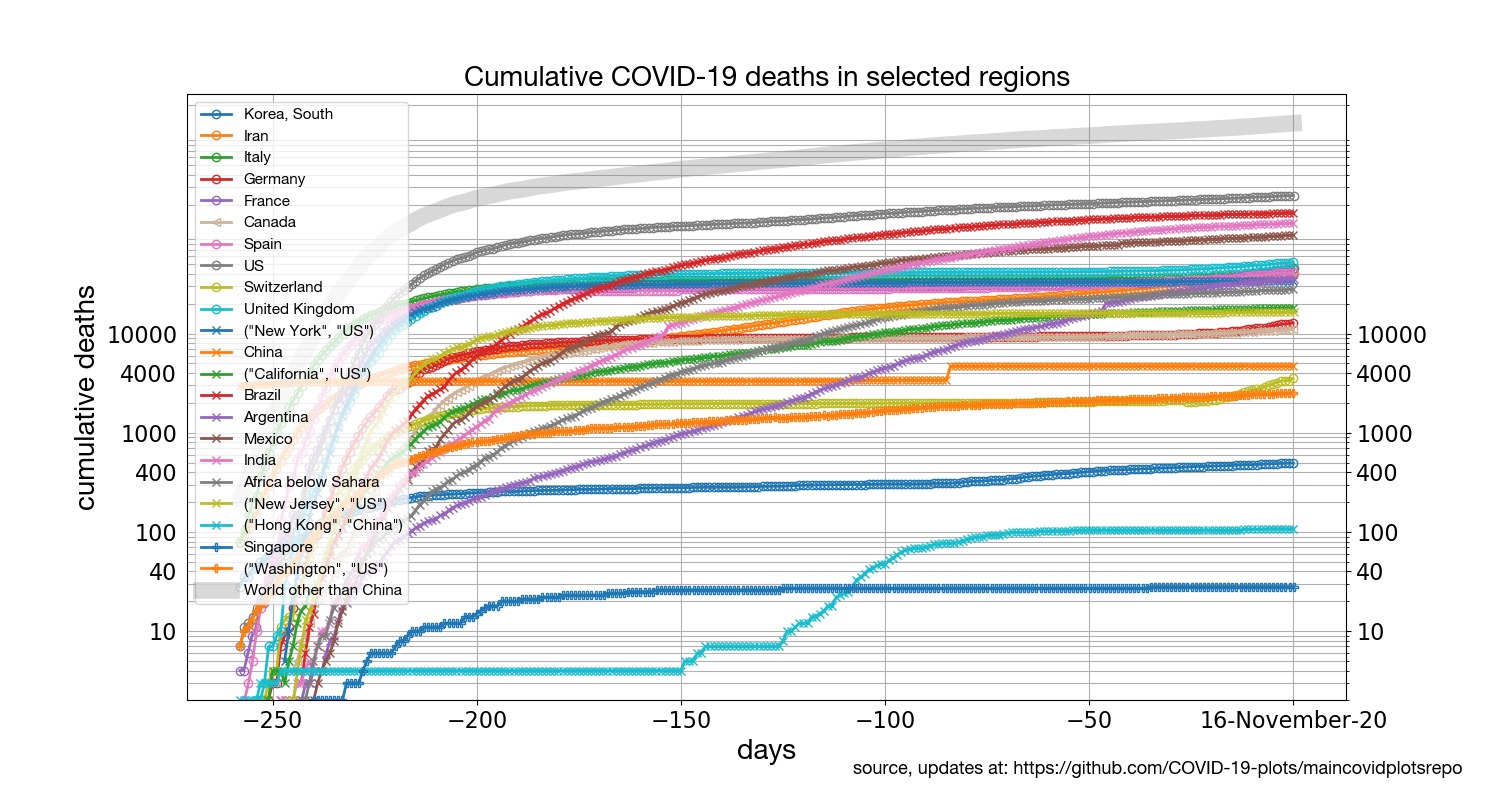 Cumulative COVID-19 deaths in selected regions
Korea, South
Iran
Italy
Germany
France
Canada
Spain
US
Switzerland
United Kingdom
("New York", "US")
China
("California", "US")
Brazil
Argentina
Mexico
India
Africa below Sahara
("New Jersey", "US")
("Hong Kong", "China")
Singapore
("Washington", "US")
World other than China
cumulative deaths
10000
4000
1000
400
100
40
10
10000
4000
1000
400
100
40
10
−250
−200
−150
−100
−50
16-November-20
days
source, updates at: https://github.com/COVID-19-plots/maincovidplotsrepo